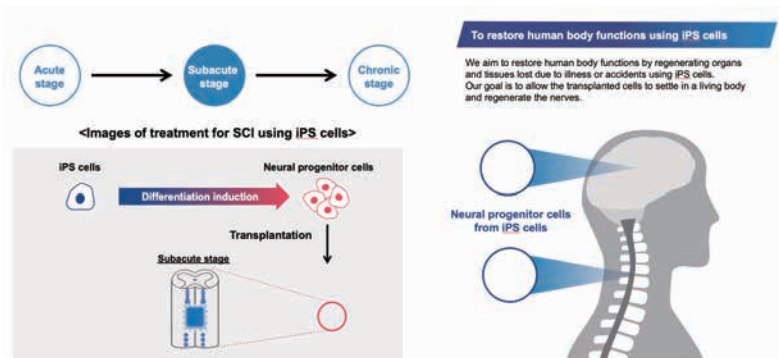 Acute
stage
Subacute
stage
Chronic
stage
<Images of treatment for SCI using iPS cells>
iPS cells
Neural progenitor cells
Differentiation induction
Transplantation
Subacute stage
To restore human body functions using iPS cells
We aim to restore human body functions by regenerating organs
and tissues lost due to illness or accidents using iPS cells.
Our goal is to allow the transplanted cells to settle in a living body
and regenerate the nerves.
Neural progenitor cells
from iPS cells